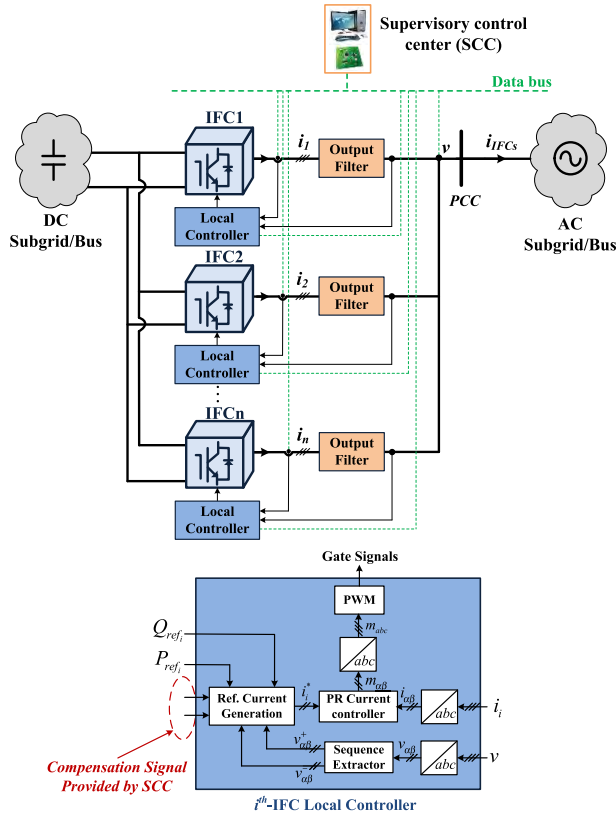 Supervisory control
center (SCC)
Data bus
IFC1
i1
Output
Filter
v
iIFCs
PCC
DC
Subgrid/Bus
AC
Subgrid/Bus
Local
Controller
IFC2
i2
Output
Filter
Local
Controller
IFCn
in
Output
Filter
Local
Controller
Gate Signals
PWM
mabc
Qrefi
abc
Prefi
mαβ
Ref. Current
Generation
ii*
PR Current
controller
iαβ
abc
ii
v+αβ
v-αβ
Sequence
Extractor
vαβ
abc
v
Compensation Signal
Provided by SCC
ith-IFC Local Controller